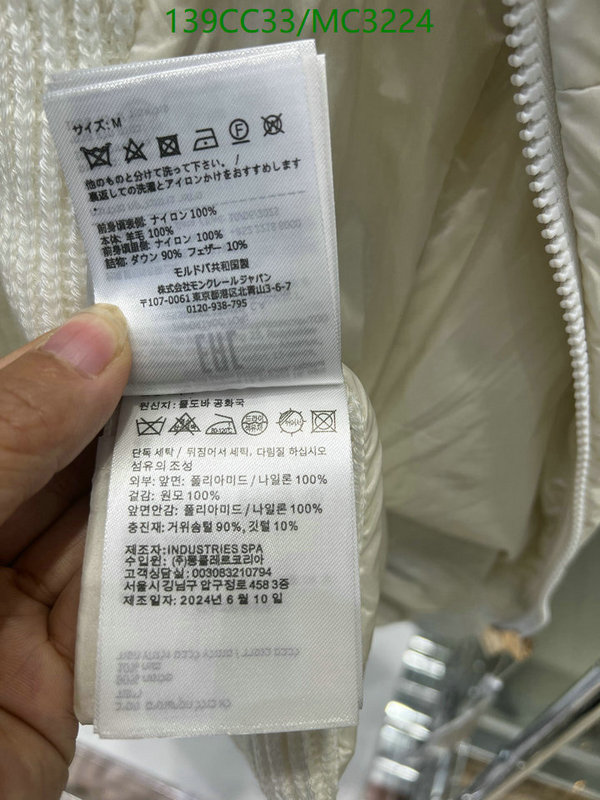 139CC33/MC3224
サイズ: M
他のものと分けて洗って下さい。/
裏返しての洗濯とアイロンかけをおすすめします
前身頃表側: ナイロン 100%
本体: 羊毛 100%
前身頃裏側: ナイロン 100%
詰物: ダウン 90% フェザー 10%
モルドバ共和国製
株式会社モンクレールジャパン
〒107-0061 東京都港区北青山3-6-7
0120-938-795
EAC
원산지: 몰도바 공화국
80-120℃ 드라이
단독 세탁 / 뒤집어서 세탁, 다림질 하십시오
섬유의 조성
외부: 앞면: 폴리아미드 / 나일론 100%
겉감: 원모 100%
앞면안감: 폴리아미드 / 나일론 100%
충진재: 거위솜털 90%, 깃털 10%
제조자: INDUSTRIES SPA
수입원: (주)몽클레르코리아
고객상담실: 003083210794
서울시 강남구 압구정로 458 3층
제조일자: 2024년 6 월 10 일